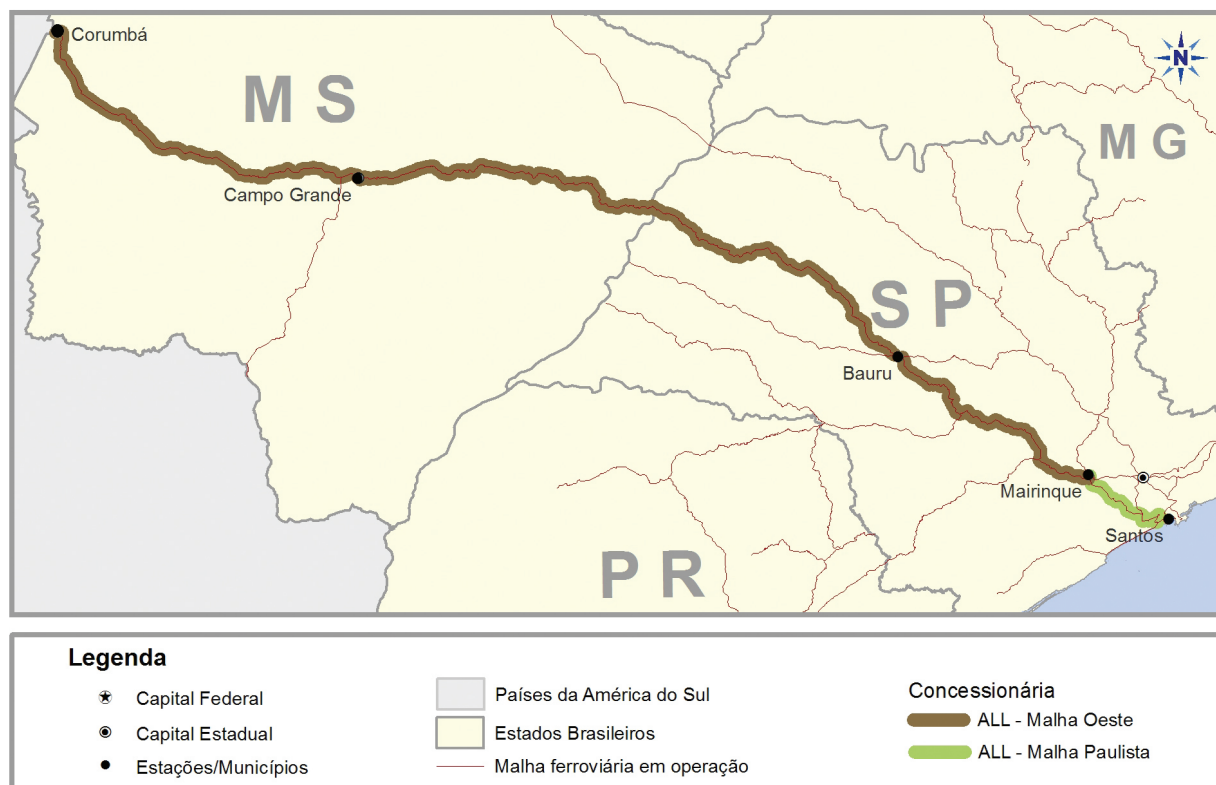 Corumbá
N
M S
M G
Campo Grande
S P
Bauru
Mairinque
Santos
P R
Legenda
Capital Federal
Capital Estadual
Estações/Municípios
Países da América do Sul
Estados Brasileiros
Malha ferroviária em operação
Concessionária
ALL - Malha Oeste
ALL - Malha Paulista